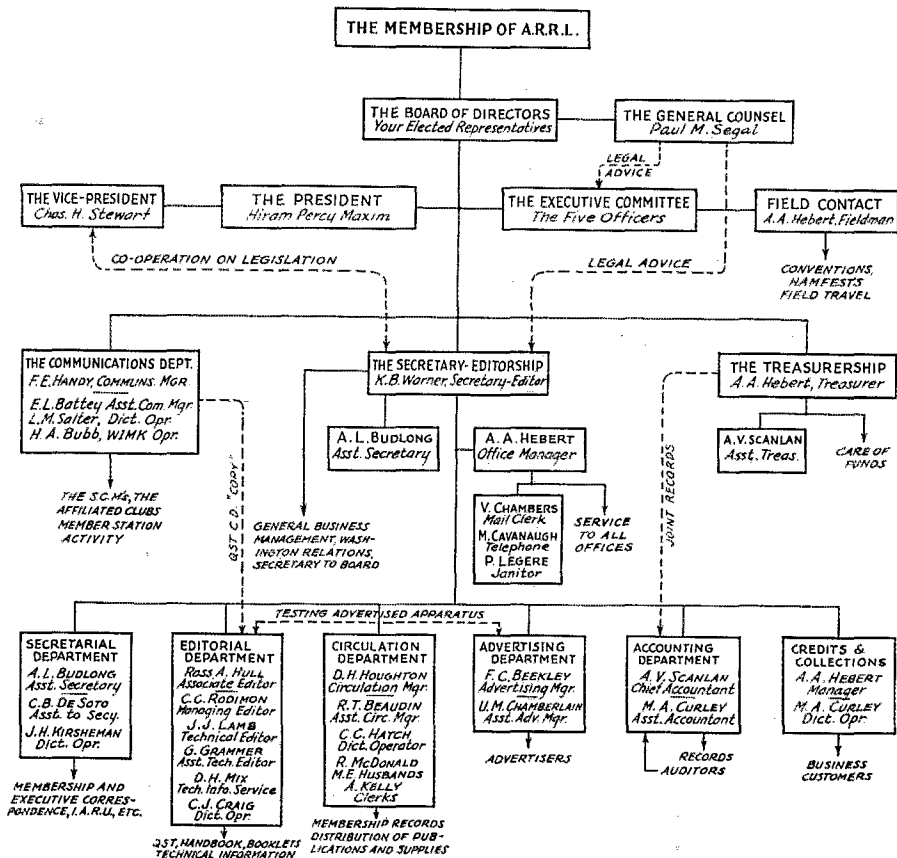 THE MEMBERSHIP OF A.R.R.L.
THE BOARD OF DIRECTORS
Your Elected Representatives
THE GENERAL COUNSEL
Paul M. Segal
LEGAL
ADVICE
THE VICE-PRESIDENT
Chas. H. Stewart
THE PRESIDENT
Hiram Percy Maxim
THE EXECUTIVE COMMITTEE
The Five Officers
FIELD CONTACT
A.A. Hebert, Fieldman
CO-OPERATION ON LEGISLATION
LEGAL ADVICE
CONVENTIONS,
HAMFESTS
FIELD TRAVEL
THE COMMUNICATIONS DEPT.
F.E. HANDY, COMMUNS. MGR
E.L. Battey Asst. Com. Mgr.
L.M. Salter, Dict. Opr.
H.A. Bubb, W1MK Opr.
THE SECRETARY-EDITORSHIP
K.B. Warner, Secretary-Editor
THE TREASURERSHIP
A.A. Hebert, Treasurer
A.L. BUDLONG
Asst. Secretary
A.A. HEBERT
Office Manager
A.V. SCANLAN
Asst. Treas.
CARE OF
FUNDS
THE S.C.M's, THE
AFFILIATED CLUBS
MEMBER STATION
ACTIVITY
QST C.D. "COPY"
GENERAL BUSINESS
MANAGEMENT, WASH-
INGTON RELATIONS,
SECRETARY TO BOARD
V. CHAMBERS
Mail Clerk
M. CAVANAUGH
Telephone
P. LEGERE
Janitor
SERVICE
TO ALL
OFFICES
JOINT RECORDS
TESTING ADVERTISED APPARATUS
SECRETARIAL
DEPARTMENT
A.L. BUDLONG
Asst. Secretary
C.B. DE SOTO
Asst. to Secy.
J.H. KIRSHEMAN
Dict. Opr.
MEMBERSHIP AND
EXECUTIVE CORRES-
PONDENCE, I.A.R.U., ETC.
EDITORIAL
DEPARTMENT
Ross A. HULL
Associate Editor
C.C. RODIMON
Managing Editor
J.J. LAMB
Technical Editor
G. GRAMMER
Asst. Tech. Editor
D.H. MIX
Tech. Info. Service
C.J. CRAIG
Dict. Opr.
QST, HANDBOOK, BOOKLETS
TECHNICAL INFORMATION
CIRCULATION
DEPARTMENT
D.H. HOUGHTON
Circulation Mgr.
R.T. BEAUDIN
Asst. Circ. Mgr.
C.C. HATCH
Dict. Operator
R. MCDONALD
M.E. HUSBANDS
A. KELLY
Clerks
MEMBERSHIP RECORDS
DISTRIBUTION OF PUB-
LICATIONS AND SUPPLIES
ADVERTISING
DEPARTMENT
F.C. BEEKLEY
Advertising Mgr.
U.M. CHAMBERLAIN
Asst. Adv. Mgr.
ADVERTISERS
ACCOUNTING
DEPARTMENT
A.V. SCANLAN
Chief Accountant
M.A. CURLEY
Asst. Accountant
RECORDS
AUDITORS
CREDITS &
COLLECTIONS
A.A. HEBERT
Manager
M.A. CURLEY
Dict. Opr.
BUSINESS
CUSTOMERS